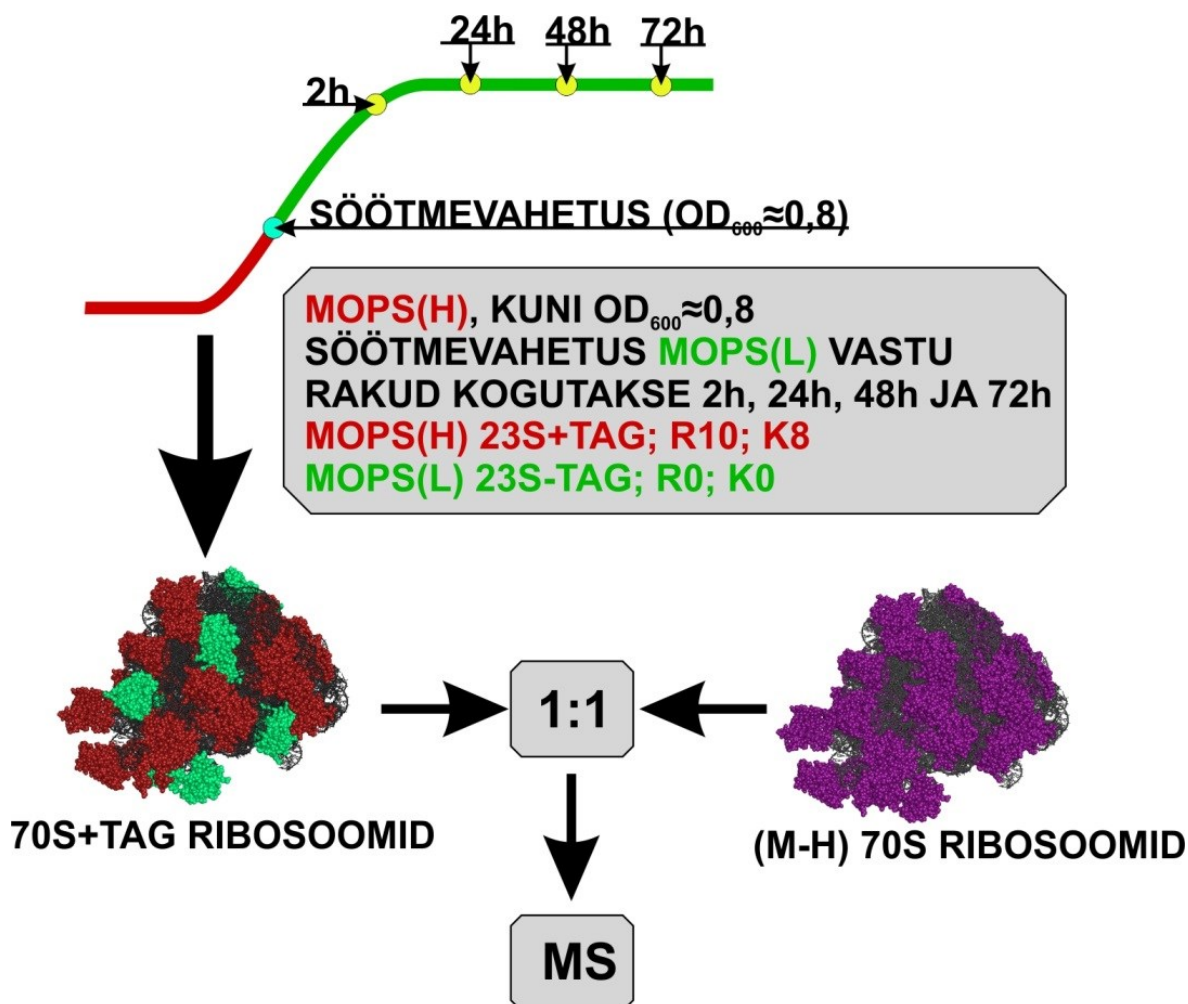 24h 48h 72h
2h
SÖÖTMEVAHETUS (OD₆₀₀≈0,8)
MOPS(H), KUNI OD₆₀₀≈0,8
SÖÖTMEVAHETUS MOPS(L) VASTU
RAKUD KOGUTAKSE 2h, 24h, 48h JA 72h
MOPS(H) 23S+TAG; R10; K8
MOPS(L) 23S-TAG; R0; K0
1:1
70S+TAG RIBOSOOMID
(M-H) 70S RIBOSOOMID
MS